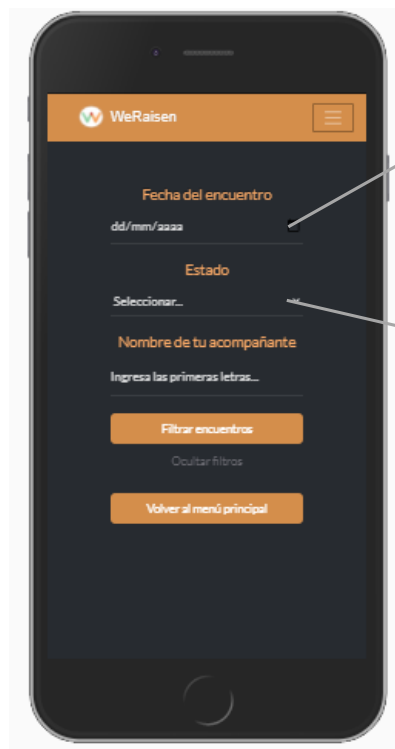 WeRaisen
Fecha del encuentro
dd/mm/aaaa
Estado
Seleccionar...
Nombre de tu acompañante
Ingresa las primeras letras...
Filtrar encuentros
Ocultar filtros
Volver al menú principal